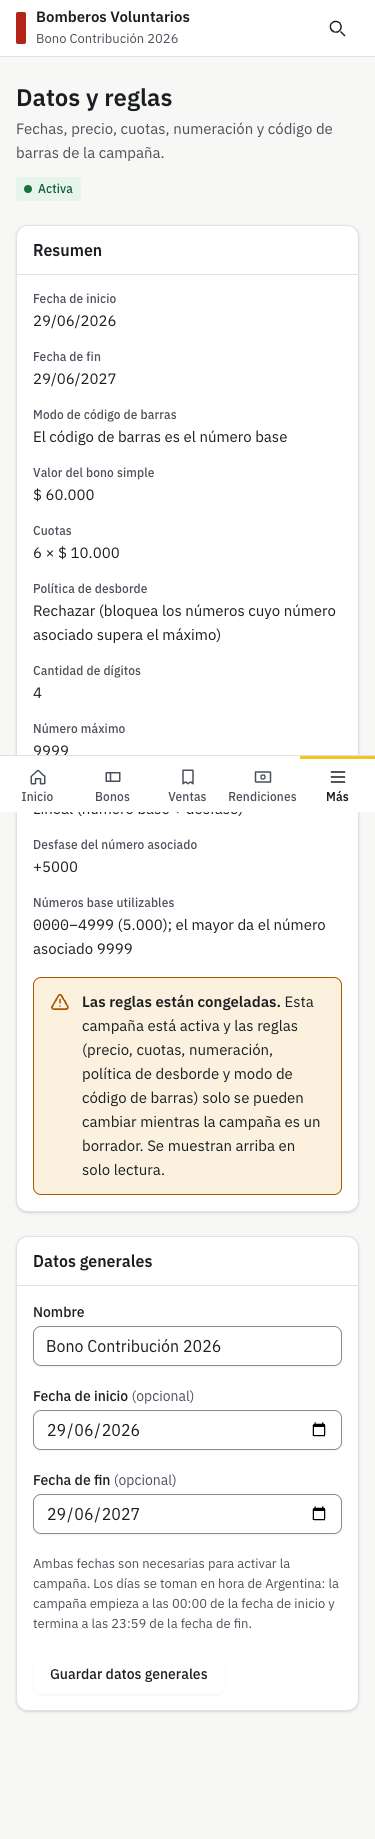 Bomberos Voluntarios
Bono Contribución 2026
Datos y reglas
Fechas, precio, cuotas, numeración y código de
barras de la campaña.
Activa
Resumen
Fecha de inicio
29/06/2026
Fecha de fin
29/06/2027
Modo de código de barras
El código de barras es el número base
Valor del bono simple
$ 60.000
Cuotas
6 × $ 10.000
Política de desborde
Rechazar (bloquea los números cuyo número
asociado supera el máximo)
Cantidad de dígitos
4
Número máximo
9999
Inicio
Bonos
Ventas
Rendiciones
Más
Lineal (número base + desfase)
Desfase del número asociado
+5000
Números base utilizables
0000–4999 (5.000); el mayor da el número
asociado 9999
Las reglas están congeladas. Esta
campaña está activa y las reglas
(precio, cuotas, numeración,
política de desborde y modo de
código de barras) solo se pueden
cambiar mientras la campaña es un
borrador. Se muestran arriba en
solo lectura.
Datos generales
Nombre
Bono Contribución 2026
Fecha de inicio (opcional)
29/06/2026
Fecha de fin (opcional)
29/06/2027
Ambas fechas son necesarias para activar la
campaña. Los días se toman en hora de Argentina: la
campaña empieza a las 00:00 de la fecha de inicio y
termina a las 23:59 de la fecha de fin.
Guardar datos generales